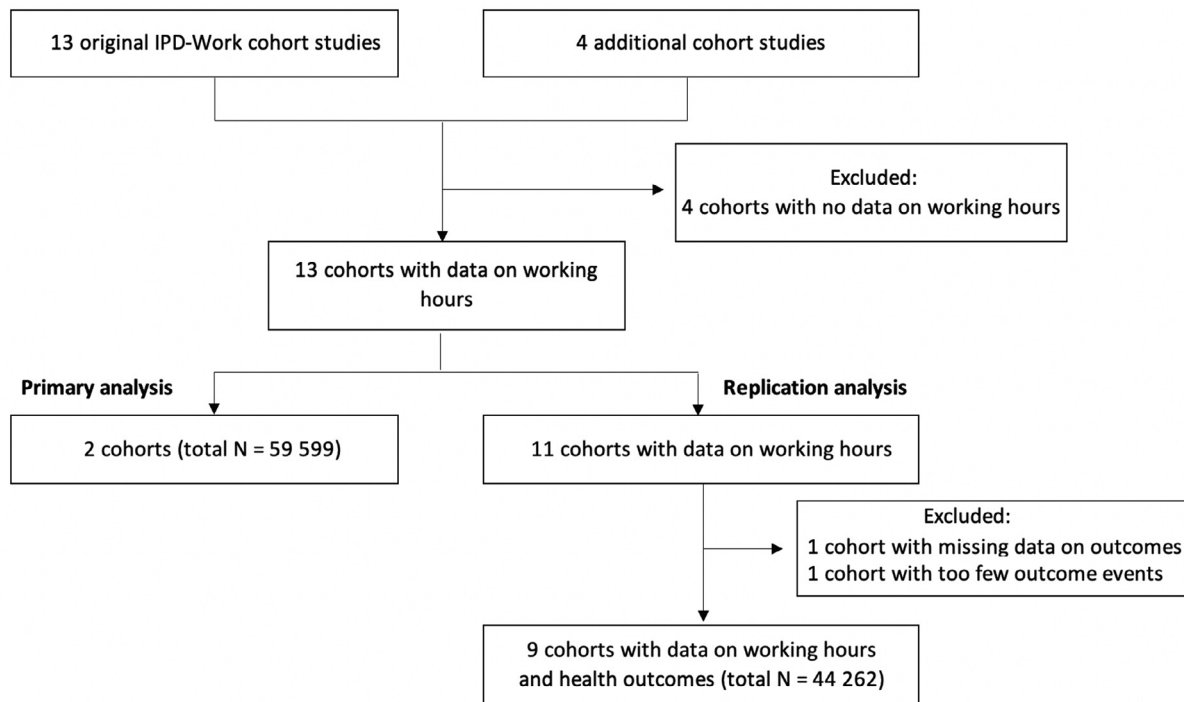 13 original IPD-Work cohort studies
4 additional cohort studies
Excluded:
4 cohorts with no data on working hours
13 cohorts with data on working
hours
Primary analysis
Replication analysis
2 cohorts (total N = 59 599)
11 cohorts with data on working hours
Excluded:
1 cohort with missing data on outcomes
1 cohort with too few outcome events
9 cohorts with data on working hours
and health outcomes (total N = 44 262)